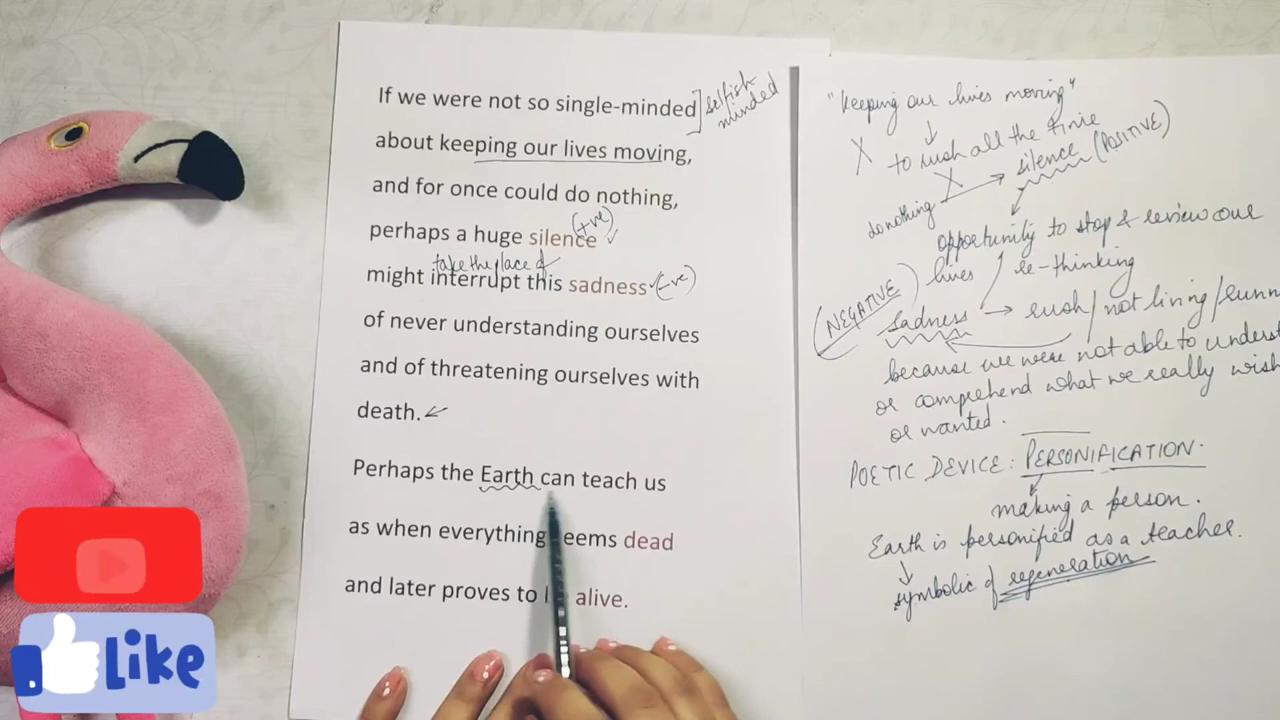 If we were not so single-minded
selfish
minded
about keeping our lives moving,
and for once could do nothing,
(+ve)
perhaps a huge silence
take the place of
might interrupt this sadness (-ve)
of never understanding ourselves
and of threatening ourselves with
death.
Perhaps the Earth can teach us
as when everything eems dead
and later proves to alive.
"Keeping our lives moving"
X to rush all the time
do nothing X silence (POSITIVE)
opportunity to stop & review our
lives re-thinking
(NEGATIVE)
Sadness → rush/not living/runn
because we were not able to underst
or comprehend what we really wish
or wanted.
POETIC DEVICE: PERSONIFICATION.
making a person.
Earth is personified as a teacher.
symbolic of regeneration
LIKE